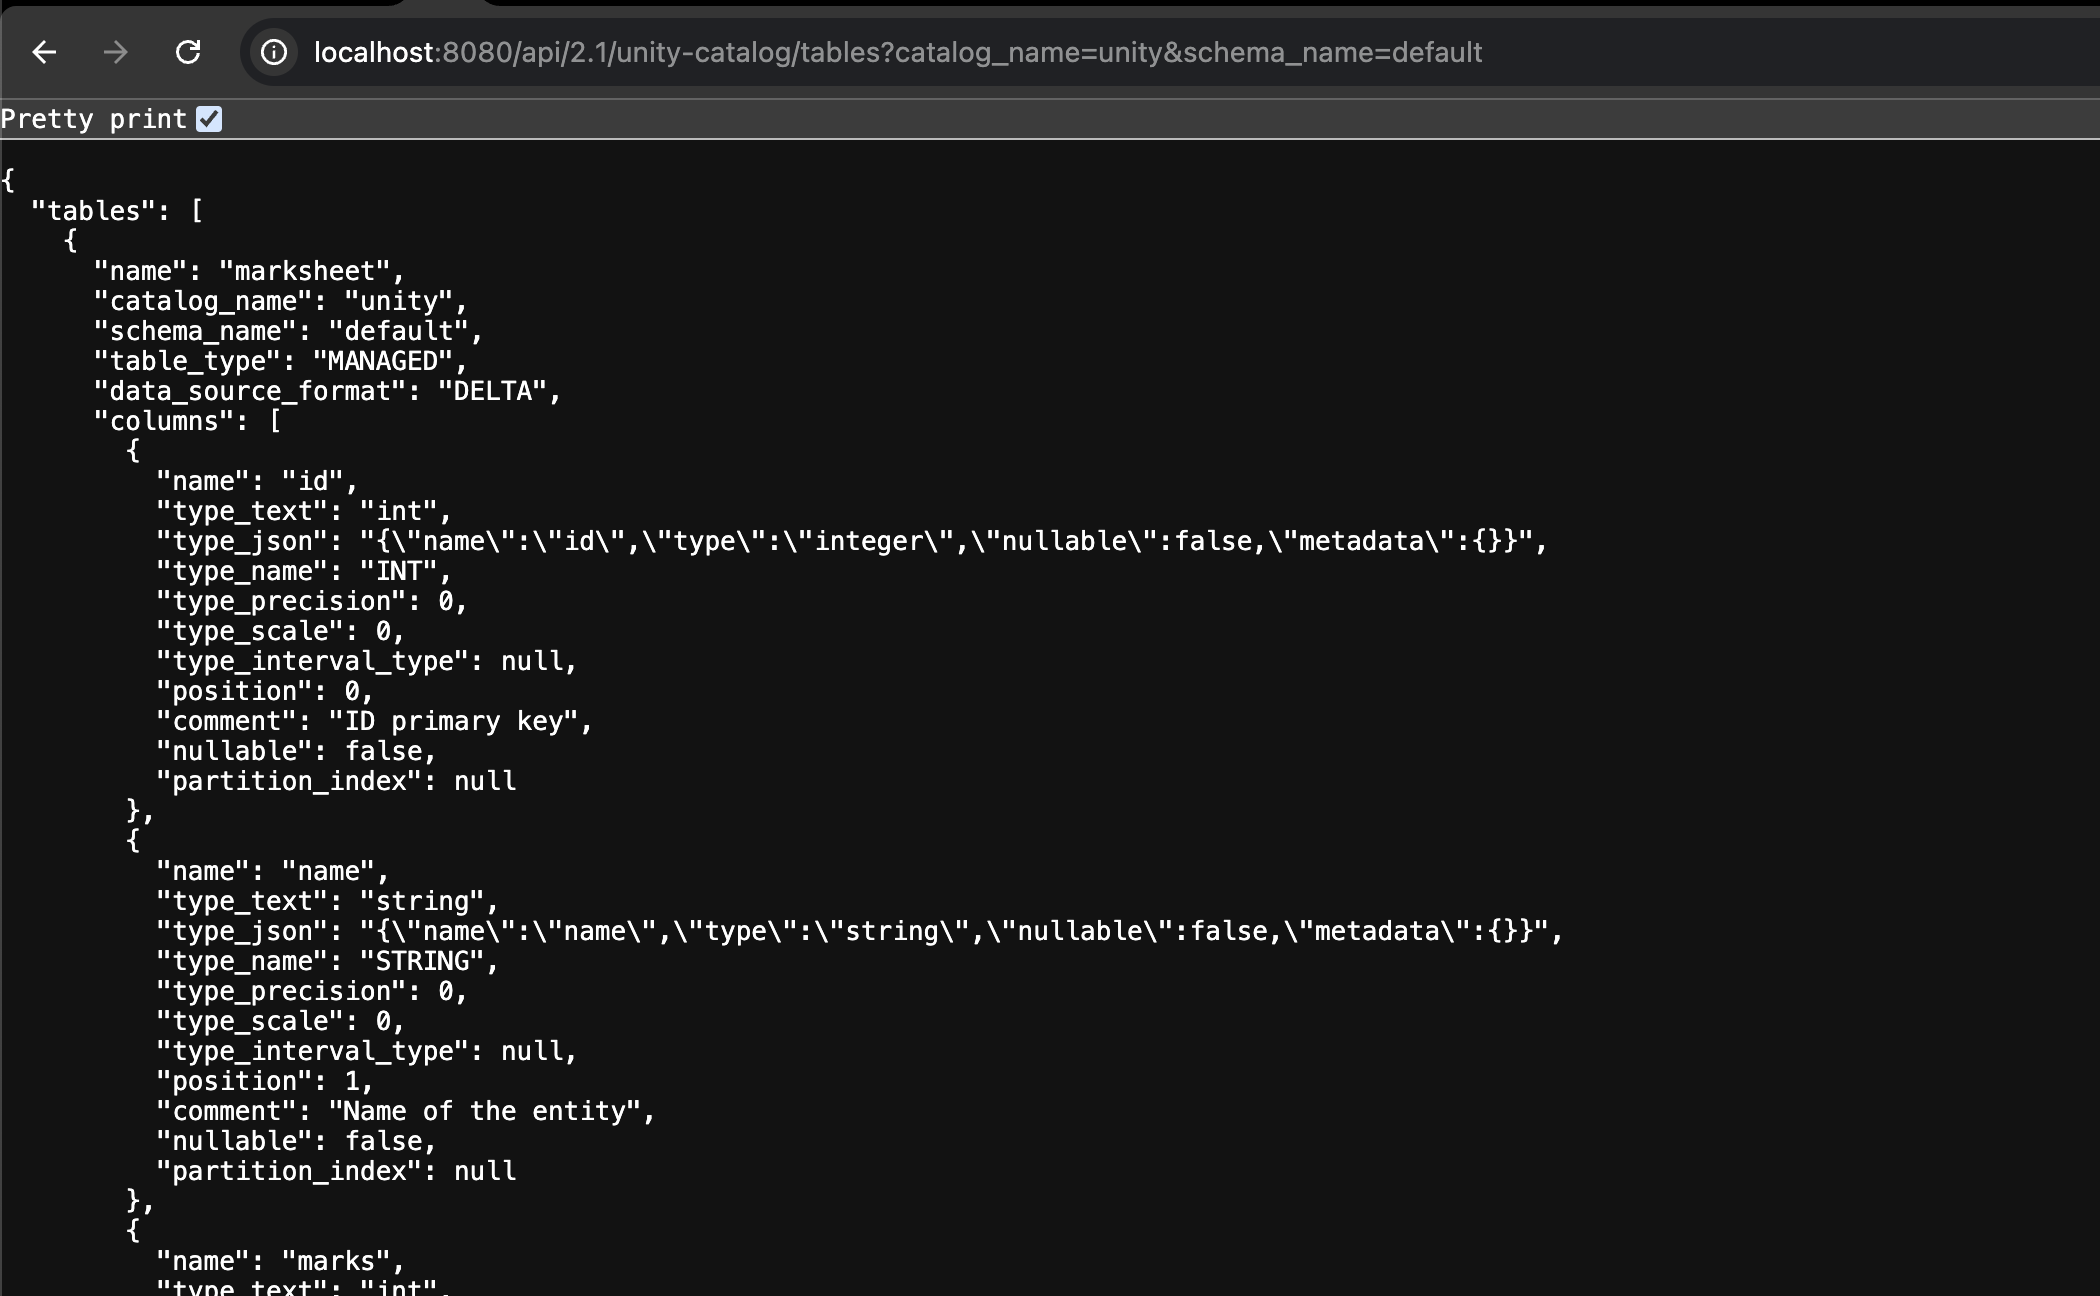 localhost:8080/api/2.1/unity-catalog/tables?catalog_name=unity&schema_name=default
Pretty print
{
  "tables": [
    {
      "name": "marksheet",
      "catalog_name": "unity",
      "schema_name": "default",
      "table_type": "MANAGED",
      "data_source_format": "DELTA",
      "columns": [
        {
          "name": "id",
          "type_text": "int",
          "type_json": "{\"name\":\"id\",\"type\":\"integer\",\"nullable\":false,\"metadata\":{}}",
          "type_name": "INT",
          "type_precision": 0,
          "type_scale": 0,
          "type_interval_type": null,
          "position": 0,
          "comment": "ID primary key",
          "nullable": false,
          "partition_index": null
        },
        {
          "name": "name",
          "type_text": "string",
          "type_json": "{\"name\":\"name\",\"type\":\"string\",\"nullable\":false,\"metadata\":{}}",
          "type_name": "STRING",
          "type_precision": 0,
          "type_scale": 0,
          "type_interval_type": null,
          "position": 1,
          "comment": "Name of the entity",
          "nullable": false,
          "partition_index": null
        },
        {
          "name": "marks",
          "type_text": "int",